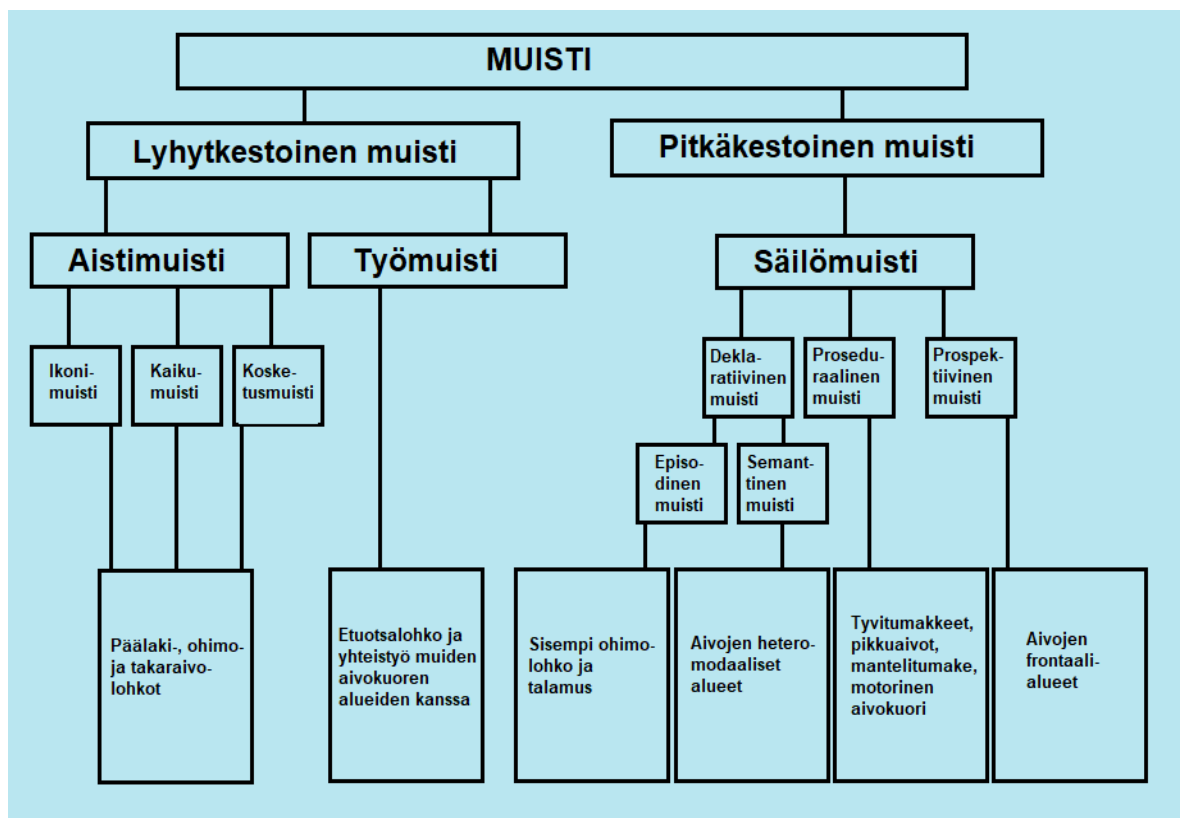 MUISTI
Lyhytkestoinen muisti
Pitkäkestoinen muisti
Aistimuisti
Työmuisti
Säilömuisti
Ikoni-
muisti
Kaiku-
muisti
Koske-
tusmuisti
Dekla-
ratiivinen
muisti
Prosedu-
raalinen
muisti
Prospek-
tiivinen
muisti
Episo-
dinen
muisti
Semant-
tinen
muisti
Päälaki-, ohimo-
ja takaraivo-
lohkot
Etuotsalohko ja
yhteistyö muiden
aivokuoren
alueiden kanssa
Sisempi ohimo-
lohko ja
talamus
Aivojen hetero-
modaaliset
alueet
Tyvitumakkeet,
pikkuaivot,
mantelitumake,
motorinen
aivokuori
Aivojen
frontaali-
alueet